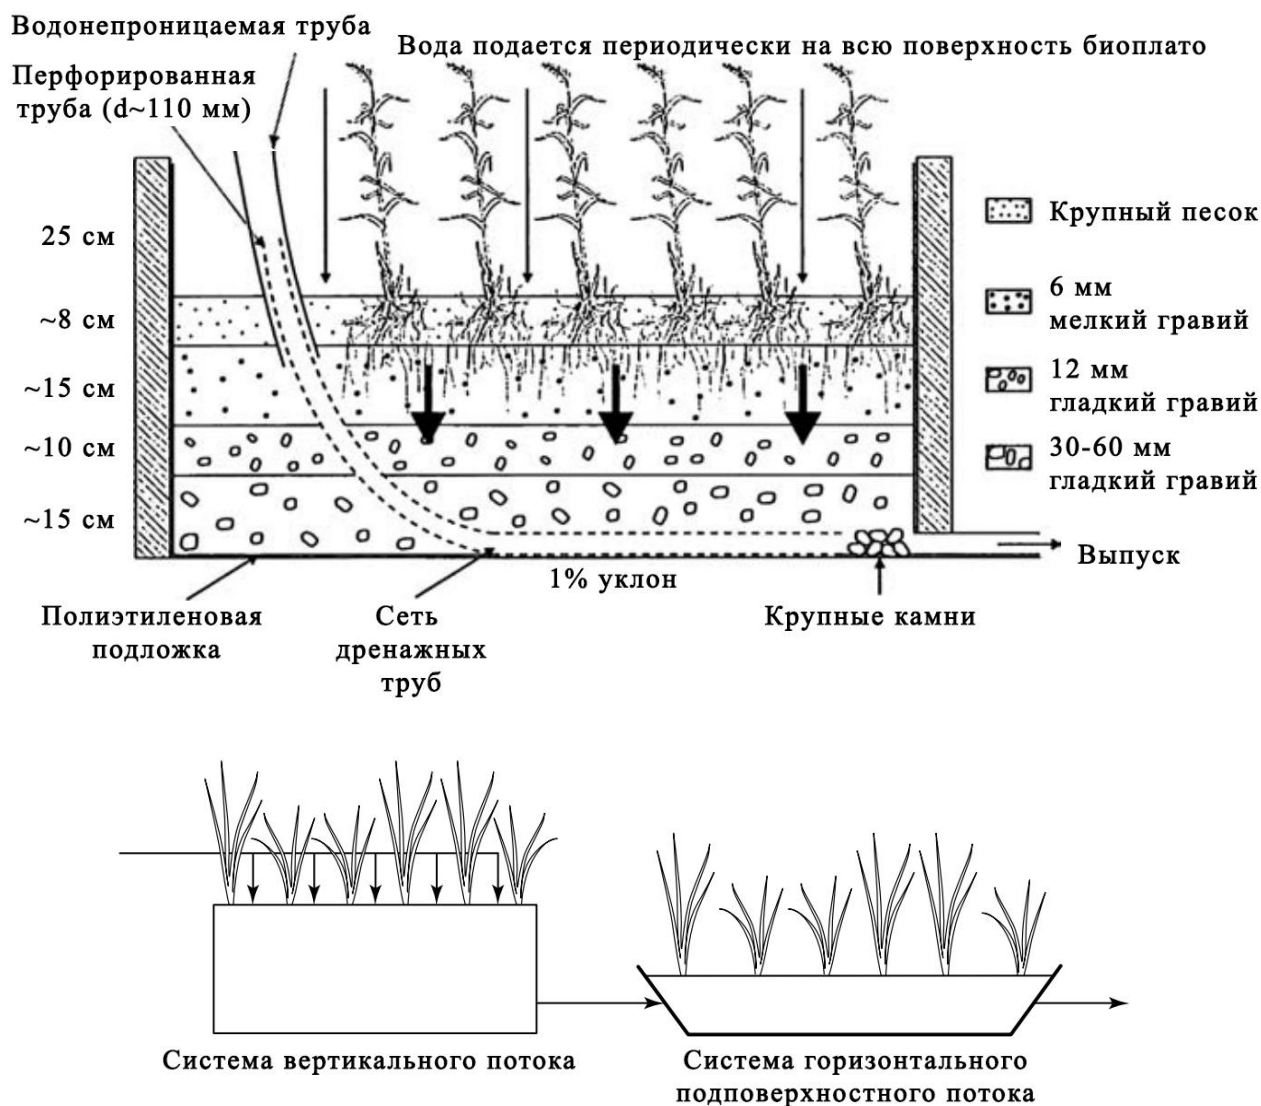 Водонепроницаемая труба
Вода подается периодически на всю поверхность биоплато
Перфорированная
труба (d~110 мм)
25 см
~8 см
~15 см
~10 см
~15 см
Крупный песок
6 мм
мелкий гравий
12 мм
гладкий гравий
30-60 мм
гладкий гравий
Выпуск
1% уклон
Полиэтиленовая
подложка
Сеть
дренажных
труб
Крупные камни
Система вертикального потока
Система горизонтального
подповерхностного потока